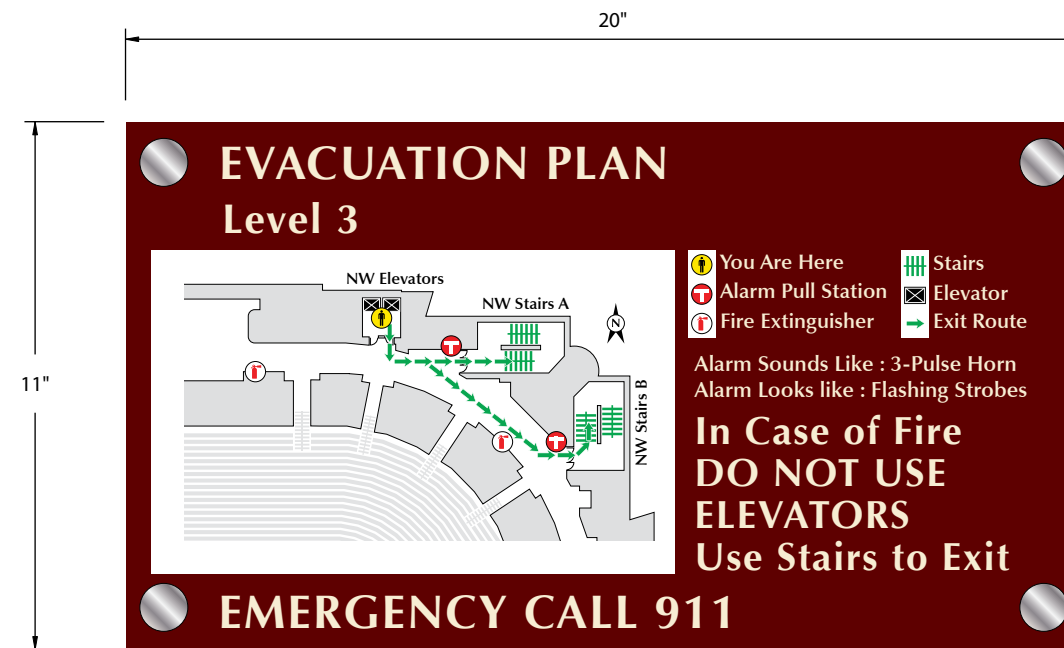 20"
11"
EVACUATION PLAN
Level 3
NW Elevators
NW Stairs A
N
NW Stairs B
You Are Here
Alarm Pull Station
Fire Extinguisher
Stairs
Elevator
Exit Route
Alarm Sounds Like : 3-Pulse Horn
Alarm Looks like : Flashing Strobes
In Case of Fire
DO NOT USE
ELEVATORS
Use Stairs to Exit
EMERGENCY CALL 911